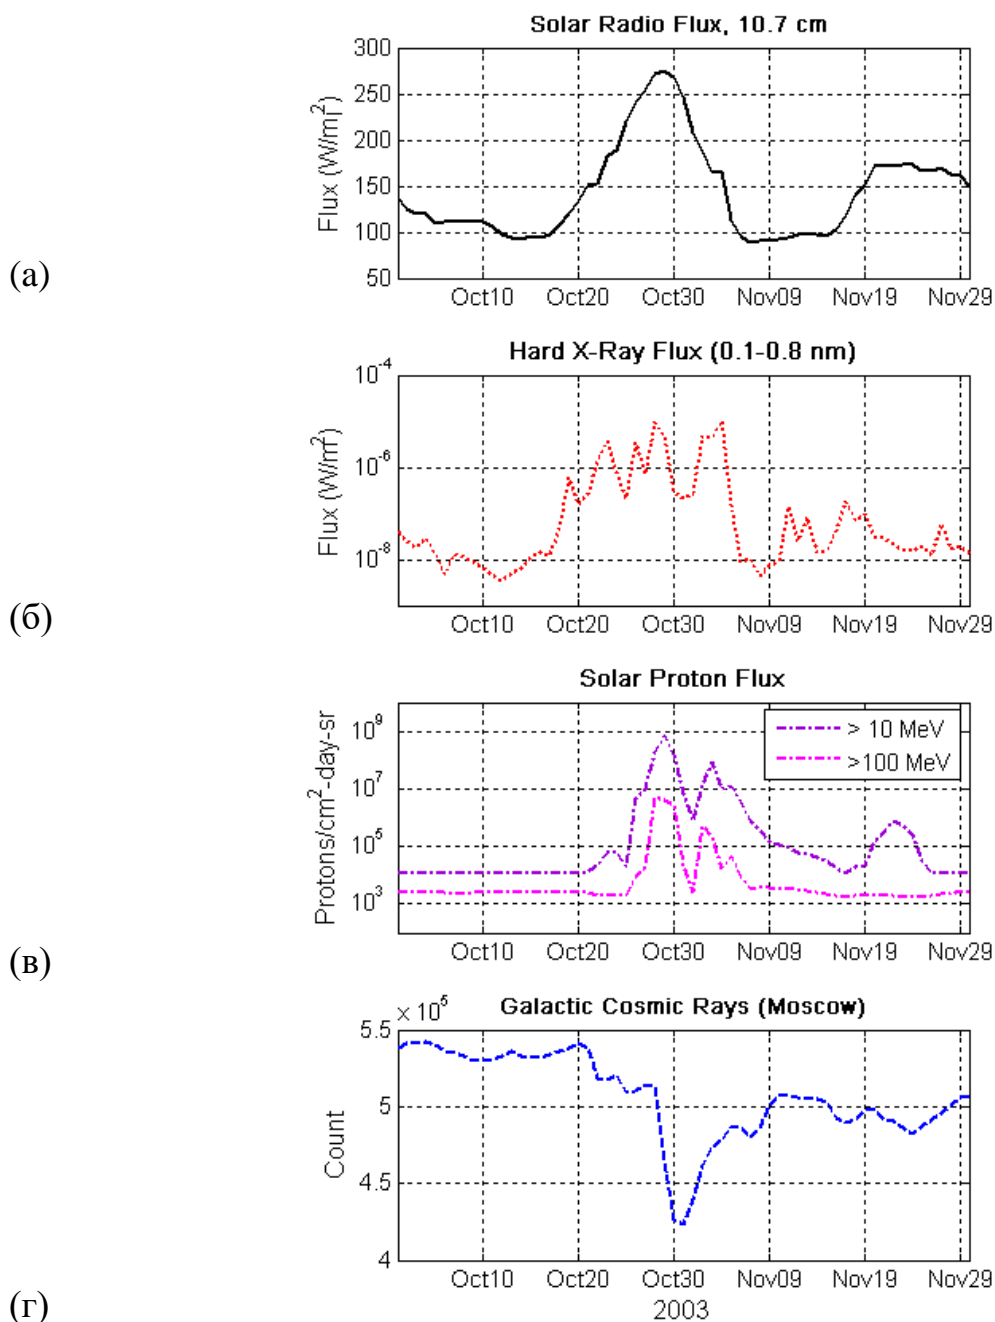 Solar Radio Flux, 10.7 cm
300
250
200
150
100
50
Flux (W/m|²)
Oct10 Oct20 Oct30 Nov09 Nov19 Nov29
(а)
Hard X-Ray Flux (0.1-0.8 nm)
10⁻⁴
10⁻⁶
10⁻⁸
Flux (W/m²)
Oct10 Oct20 Oct30 Nov09 Nov19 Nov29
(б)
Solar Proton Flux
10⁹
10⁷
10⁵
10³
Protons/cm²-day-sr
> 10 MeV
>100 MeV
Oct10 Oct20 Oct30 Nov09 Nov19 Nov29
(в)
Galactic Cosmic Rays (Moscow)
× 10⁵
5.5
5
4.5
4
Count
Oct10 Oct20 Oct30 Nov09 Nov19 Nov29
2003
(г)